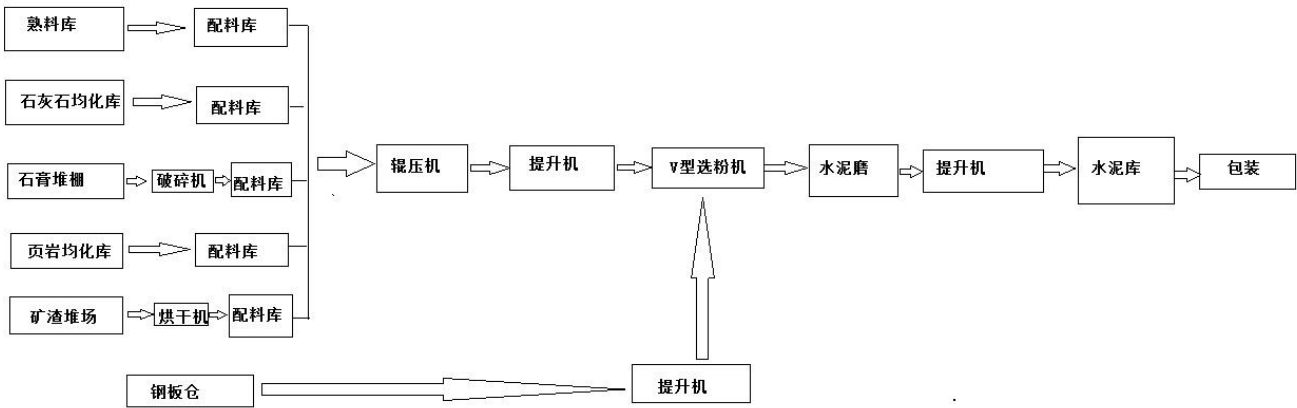 熟料库
配料库
石灰石均化库
配料库
石膏堆棚
破碎机
配料库
页岩均化库
配料库
矿渣堆场
烘干机
配料库
辊压机
提升机
V型选粉机
水泥磨
提升机
水泥库
包装
钢板仓
提升机